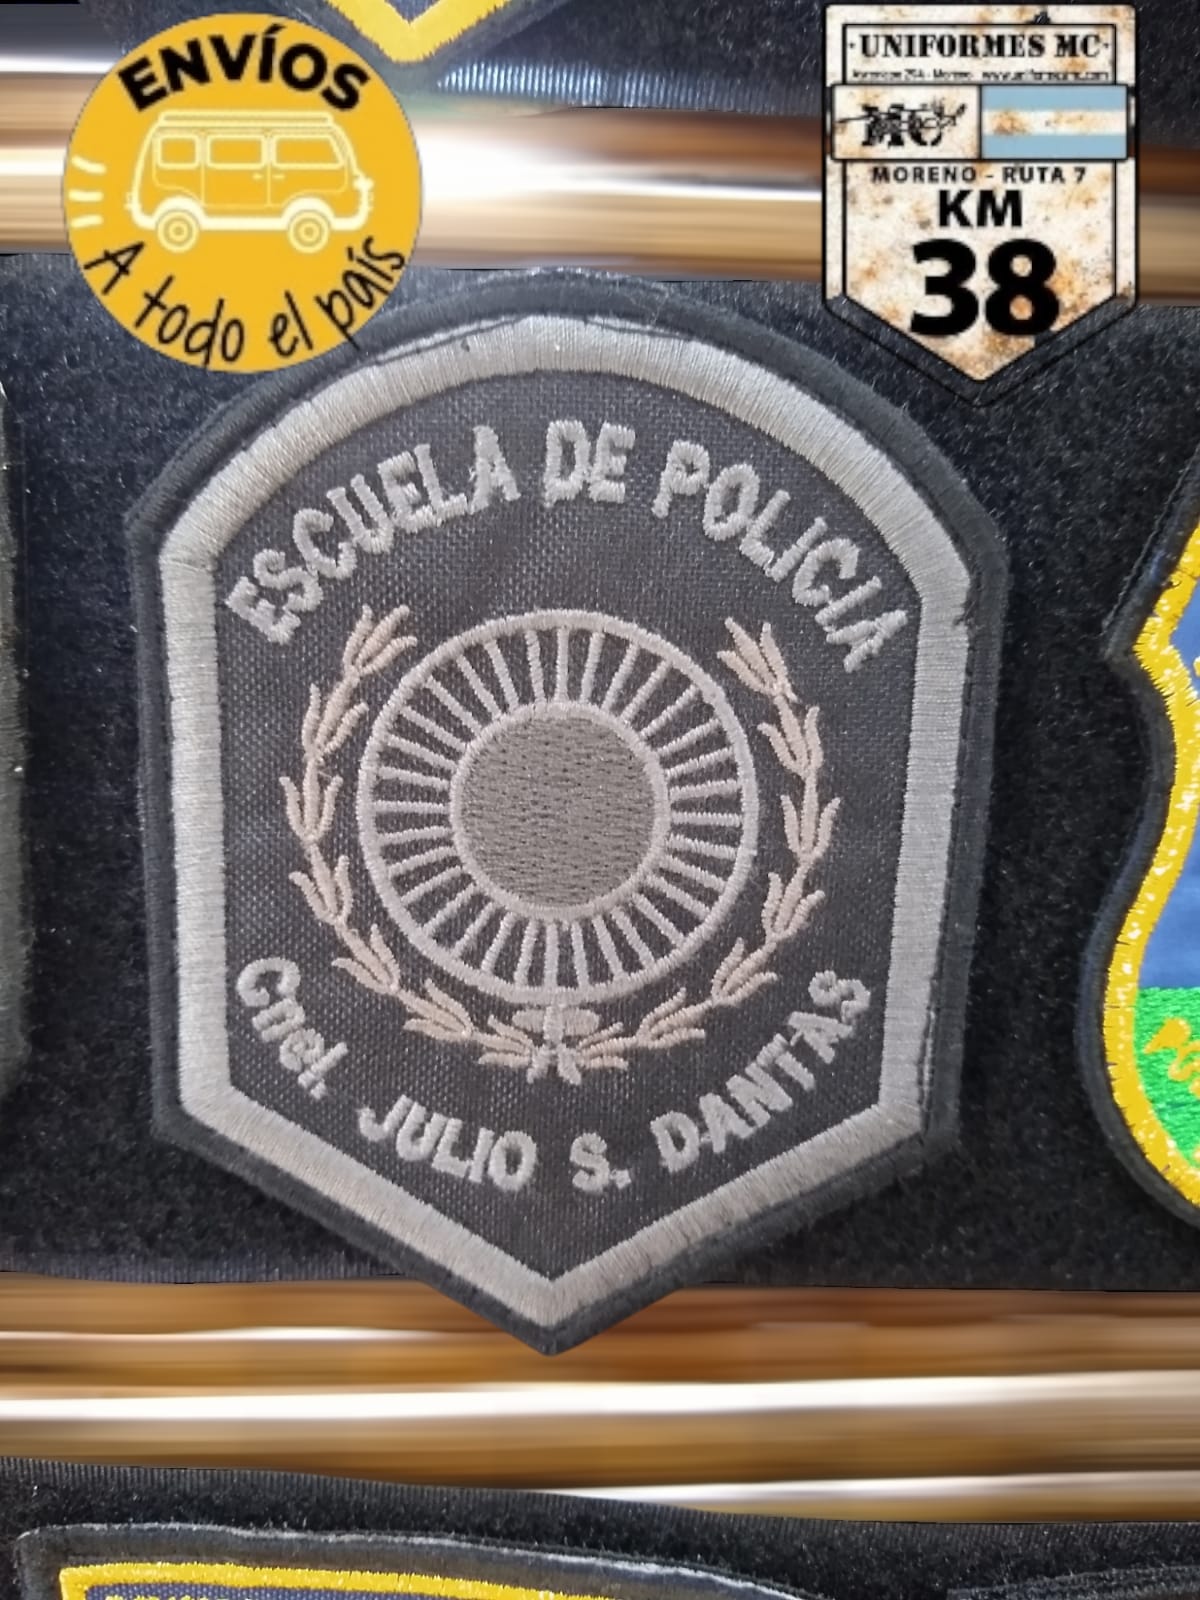 ENVÍOS
A todo el país
·UNIFORMES MC·
MC
MORENO - RUTA 7
KM
38
ESCUELA DE POLICIA
Cnel. JULIO S. DANTAS